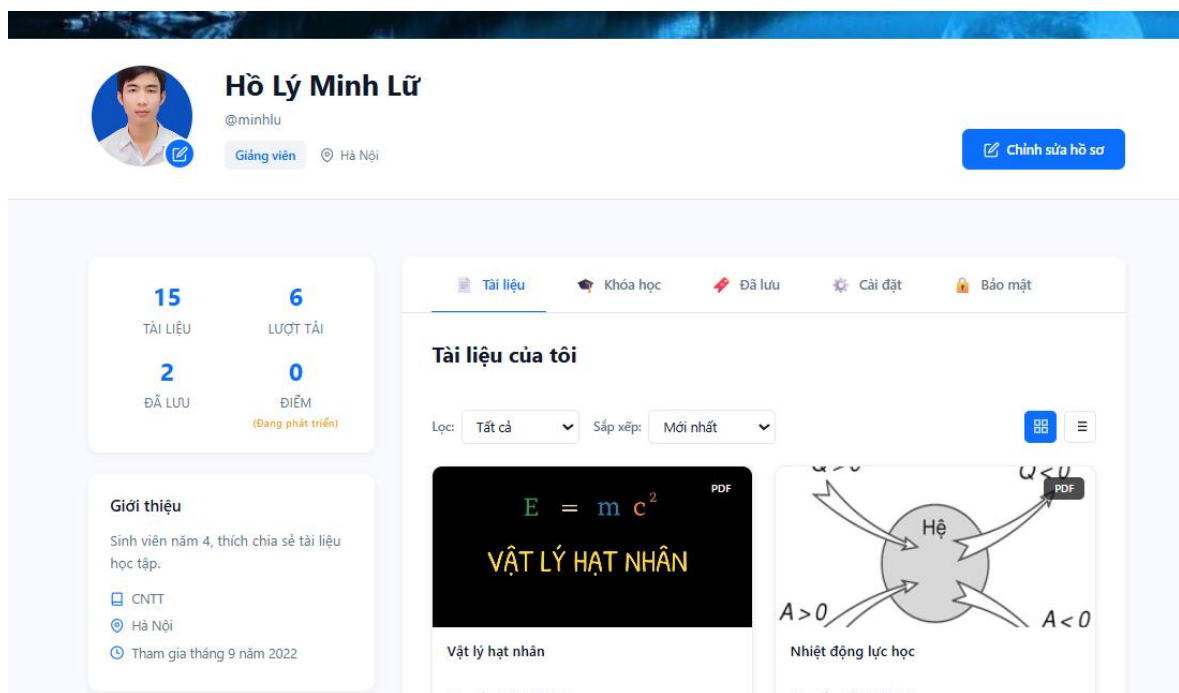 Hồ Lý Minh Lữ
@minhlu
Giảng viên
Hà Nội
Chỉnh sửa hồ sơ
15
TÀI LIỆU
6
LƯỢT TẢI
2
ĐÃ LƯU
0
ĐIỂM
(Đang phát triển)
Giới thiệu
Sinh viên năm 4, thích chia sẻ tài liệu
học tập.
CNTT
Hà Nội
Tham gia tháng 9 năm 2022
Tài liệu
Khóa học
Đã lưu
Cài đặt
Bảo mật
Tài liệu của tôi
Lọc:
Tất cả
Sắp xếp:
Mới nhất
E = m c²
PDF
VẬT LÝ HẠT NHÂN
Vật lý hạt nhân
Q<0
PDF
Hệ
A>0
A<0
Nhiệt động lực học